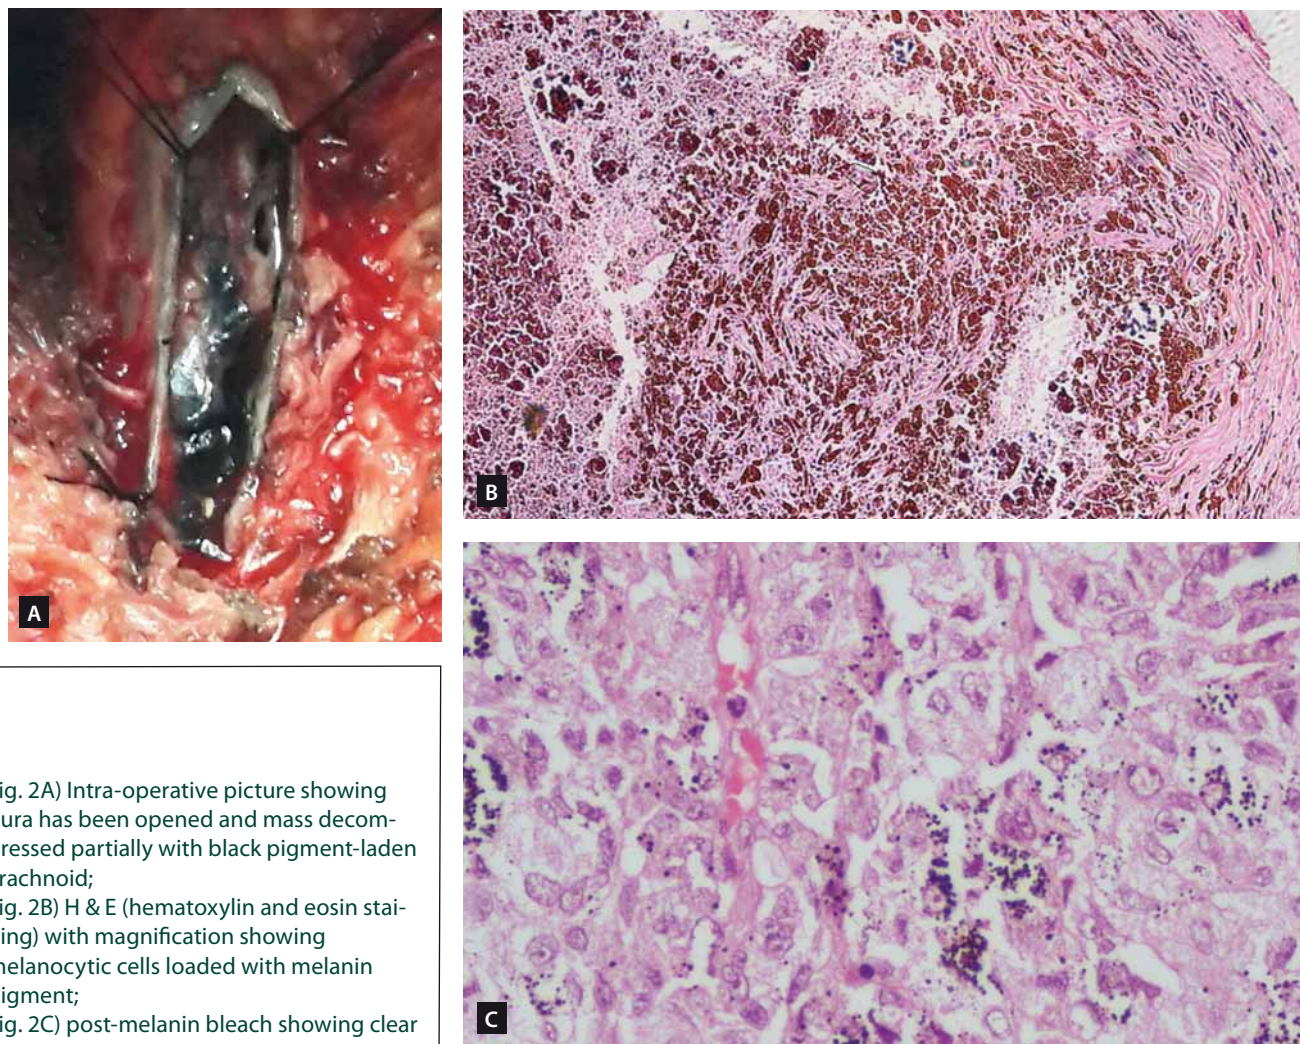 A
B
C
ig. 2A) Intra-operative picture showing
ura has been opened and mass decom-
ressed partially with black pigment-laden
rachnoid;
ig. 2B) H & E (hematoxylin and eosin stai-
ing) with magnification showing
nelanocytic cells loaded with melanin
igment;
ig. 2C) post-melanin bleach showing clear